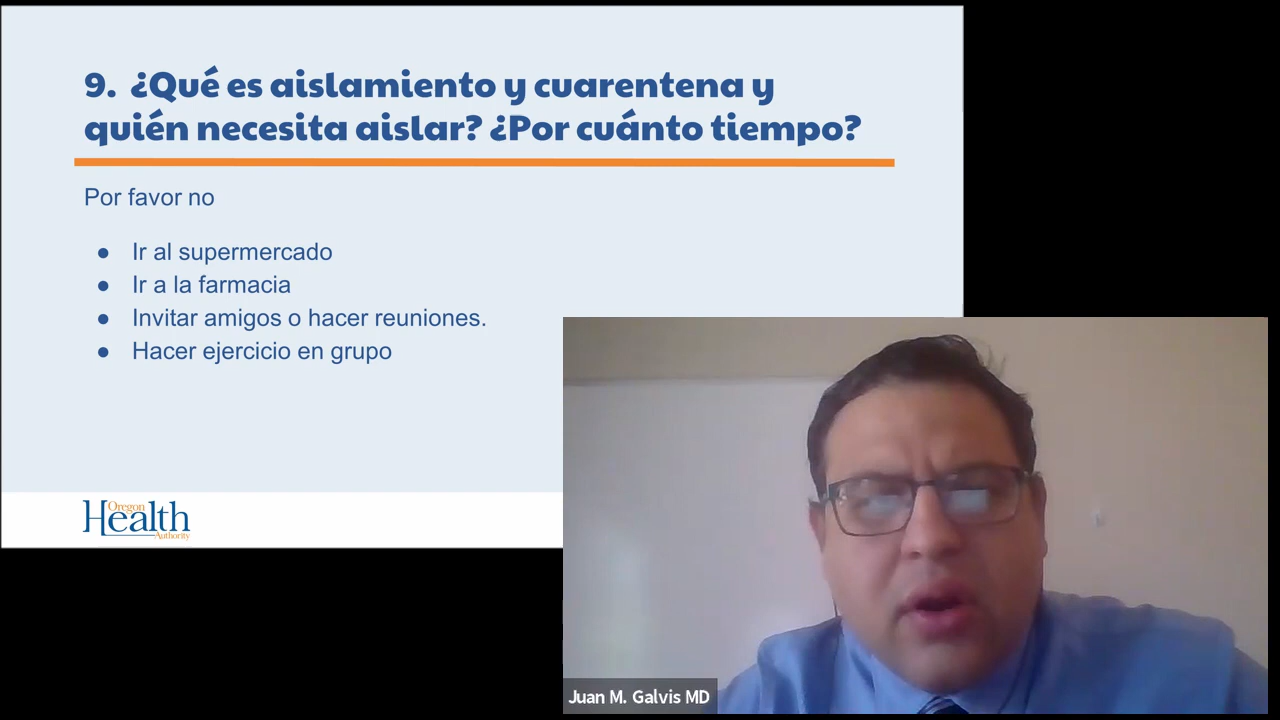 9. ¿Qué es aislamiento y cuarentena y
quién necesita aislar? ¿Por cuánto tiempo?
Por favor no
● Ir al supermercado
● Ir a la farmacia
● Invitar amigos o hacer reuniones.
● Hacer ejercicio en grupo
Oregon
Health
Authority
Juan M. Galvis MD